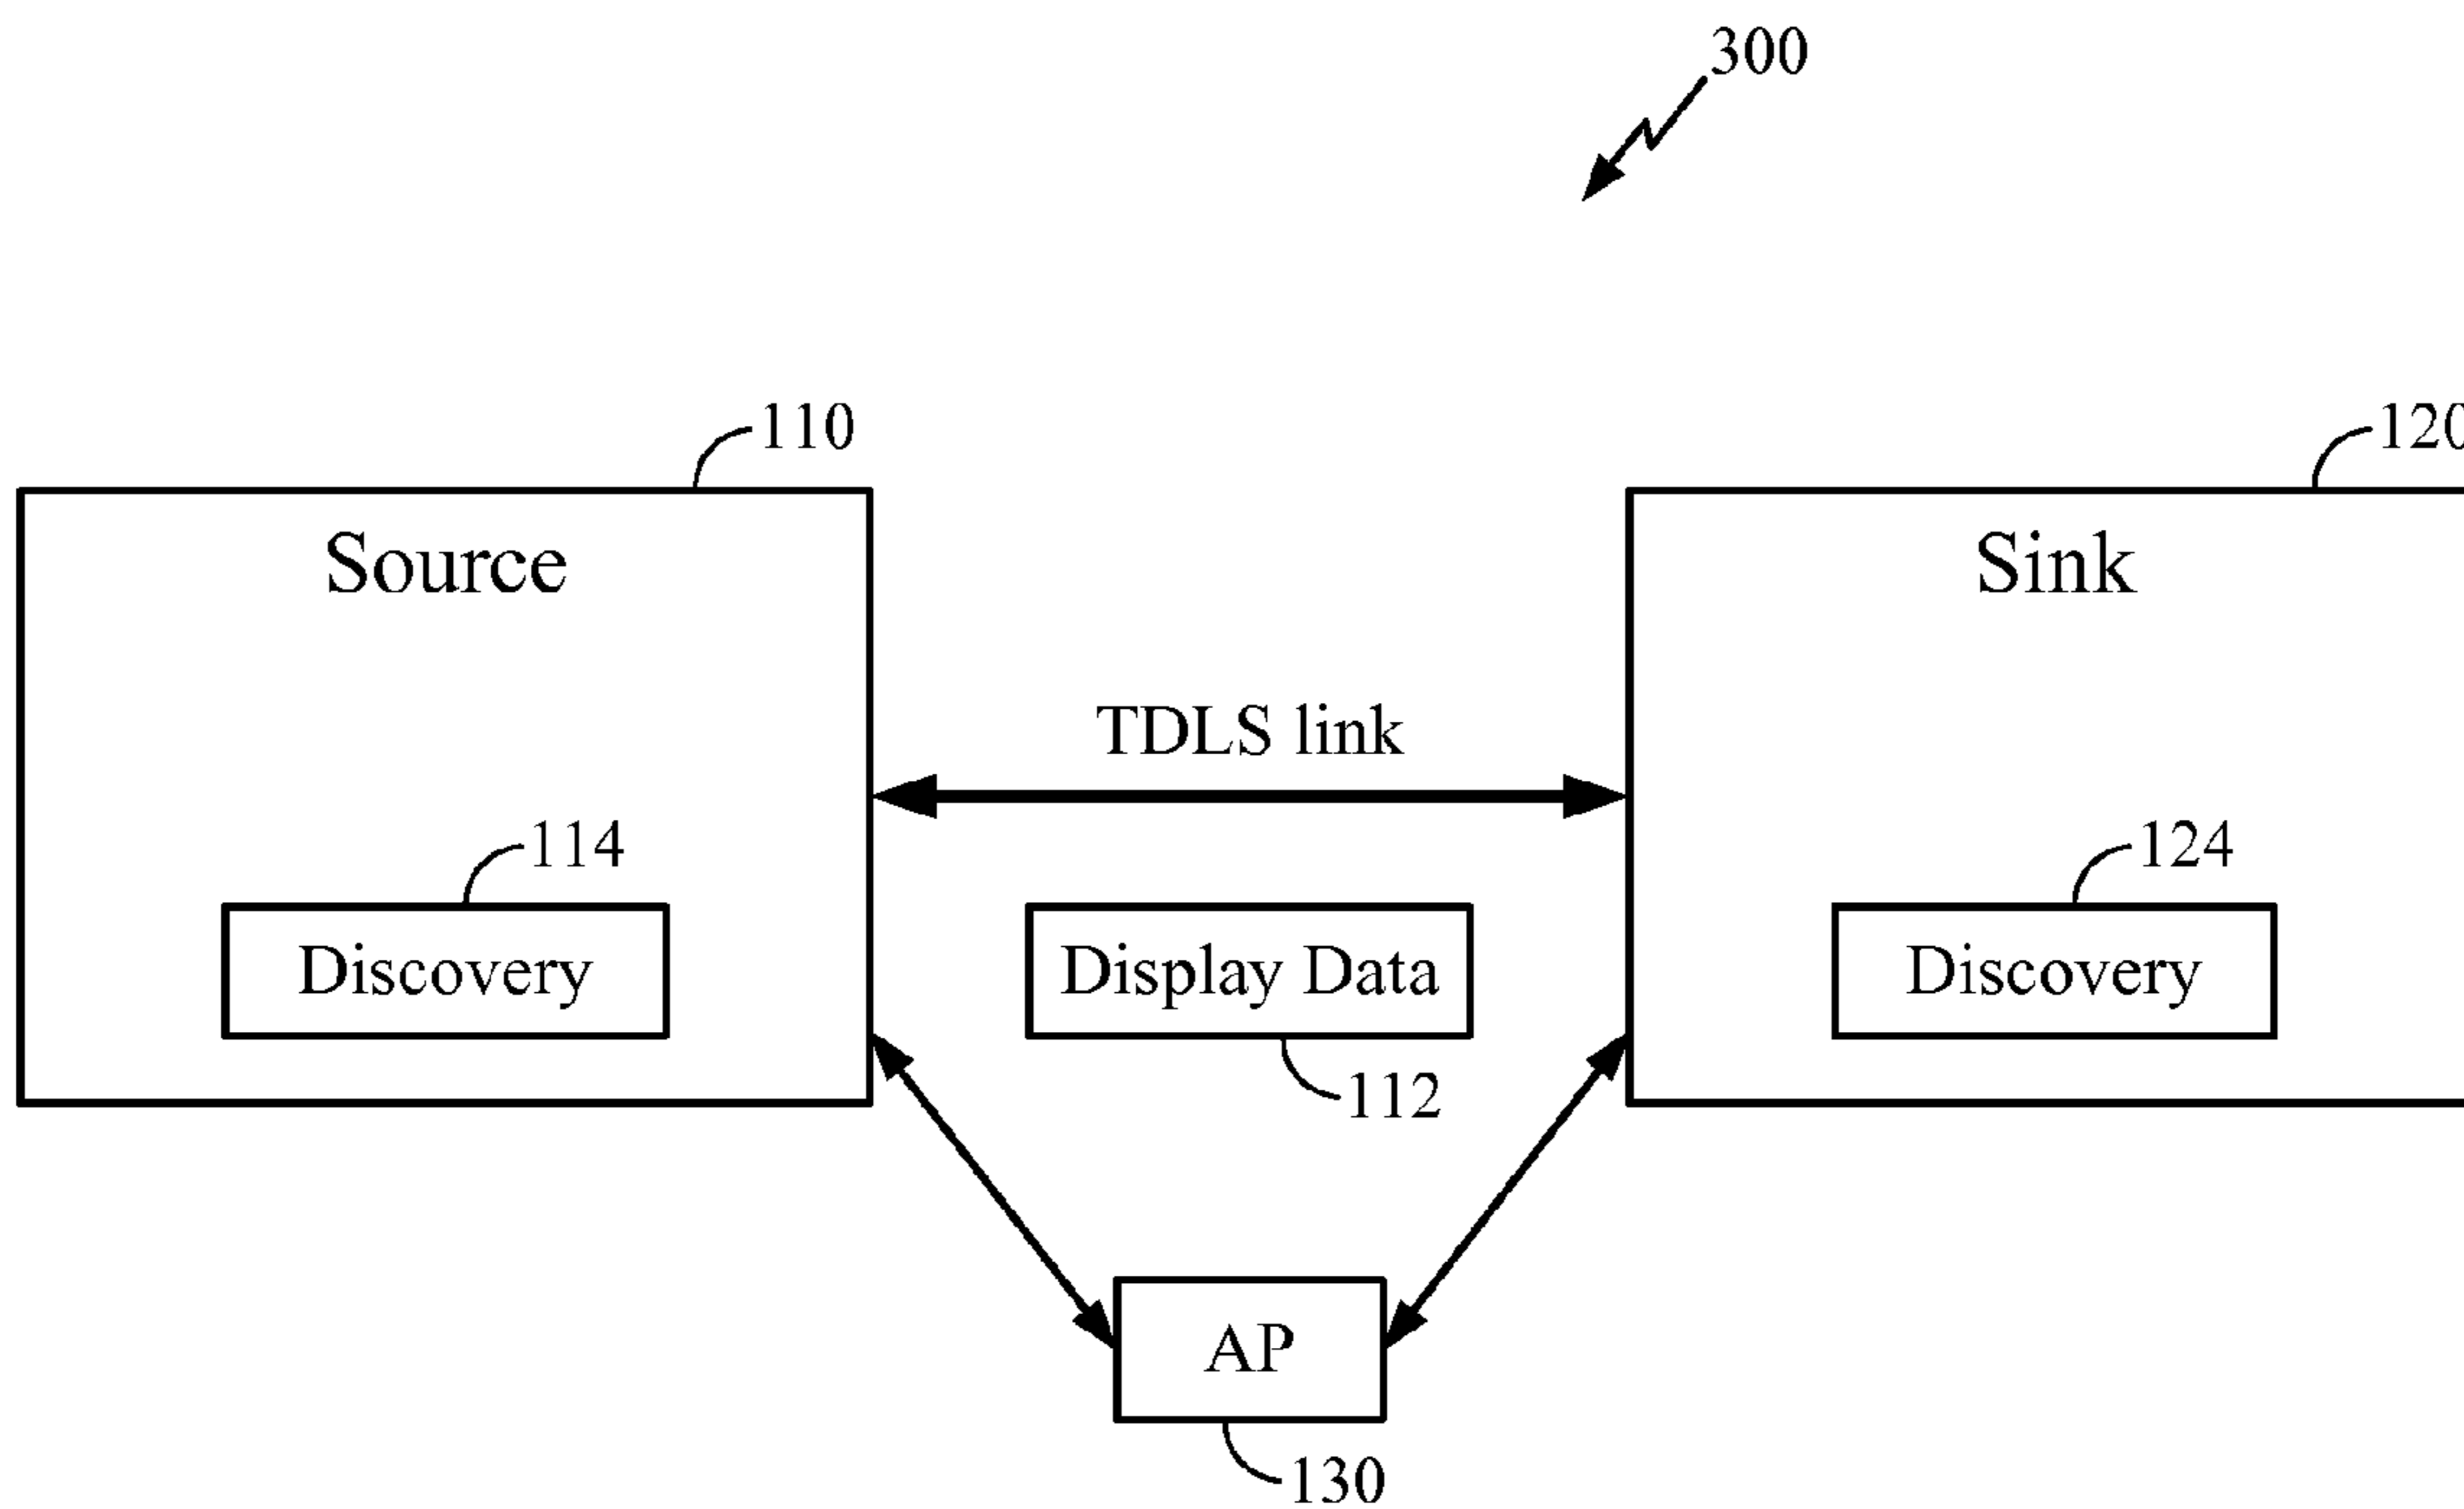 300
110
120
Source
Sink
TDLS link
114
124
Discovery
Display Data
Discovery
112
AP
130